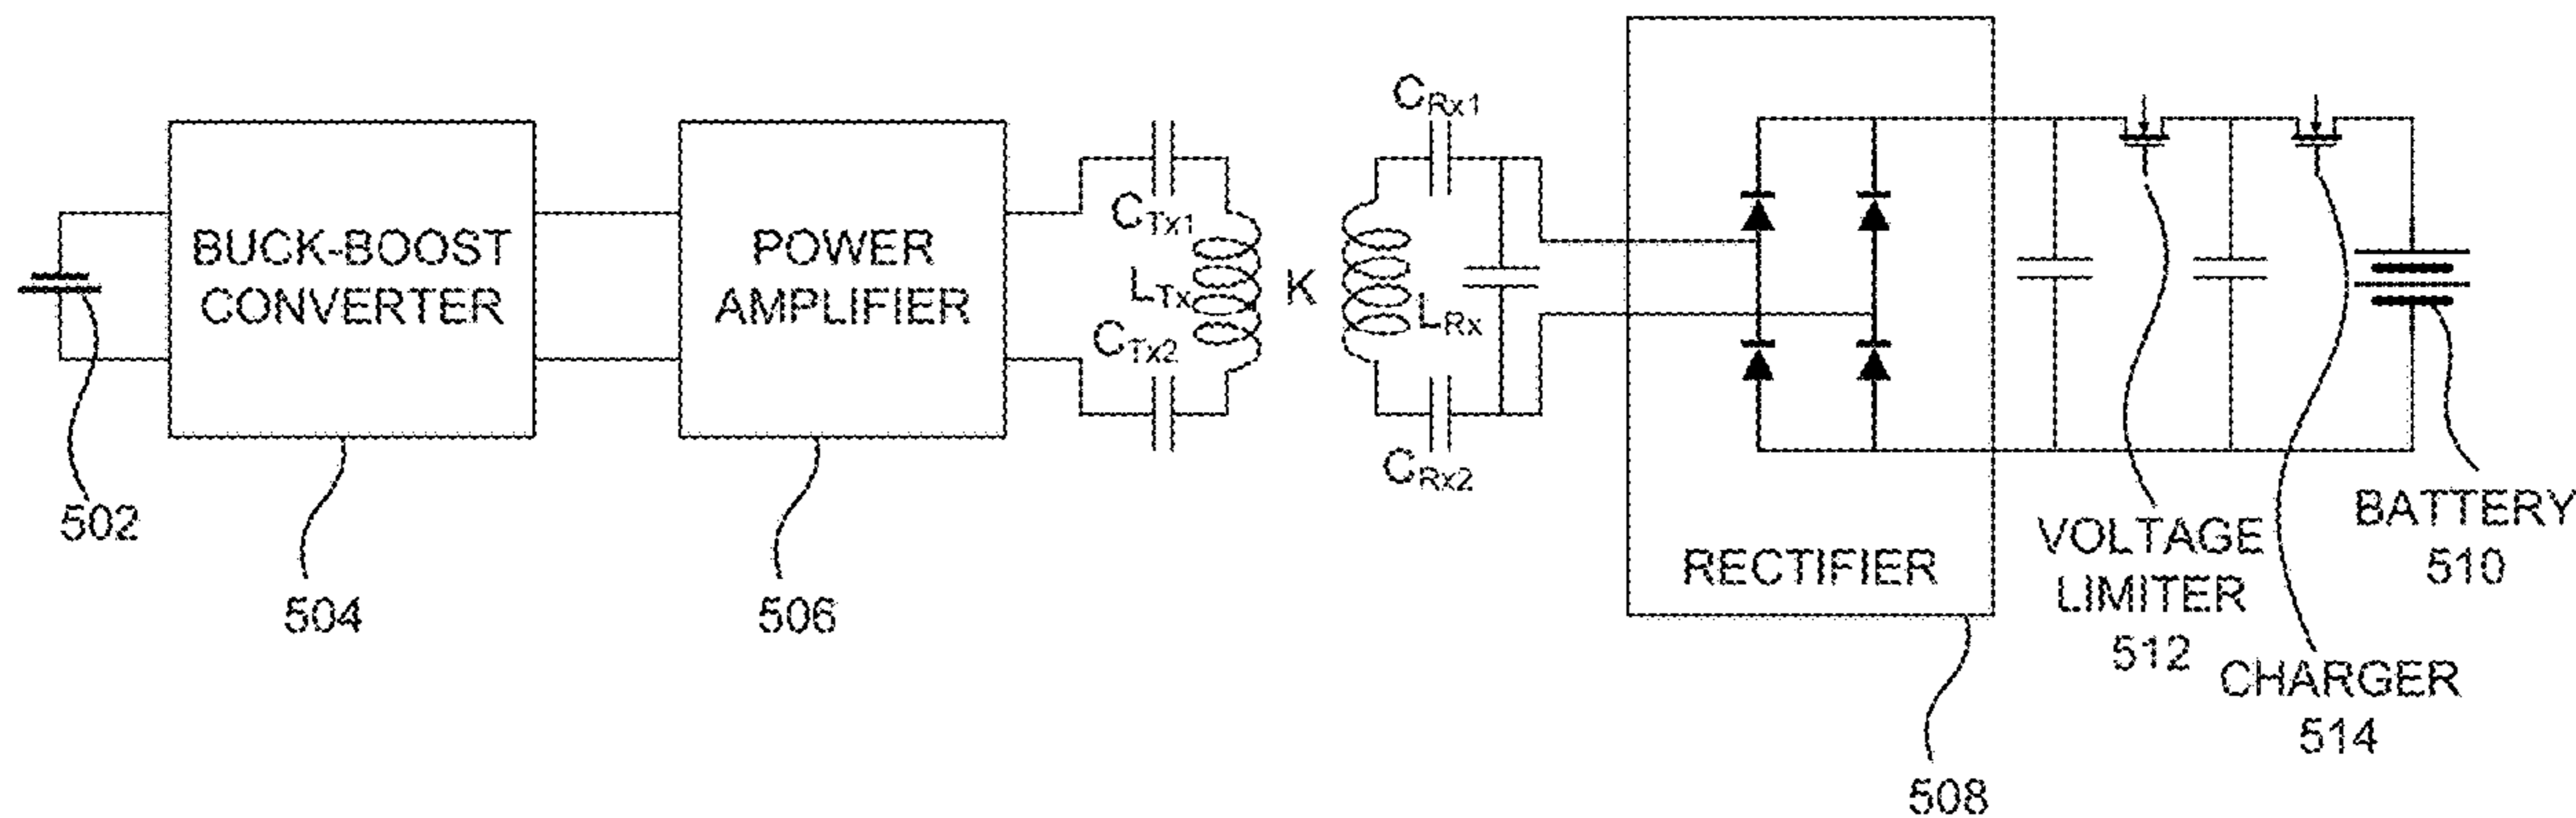 BUCK-BOOST
CONVERTER
502
504
POWER
AMPLIFIER
506
CTx1
LTx
CTx2
K
CRx1
LRx
CRx2
RECTIFIER
508
VOLTAGE
LIMITER
512
CHARGER
514
BATTERY
510